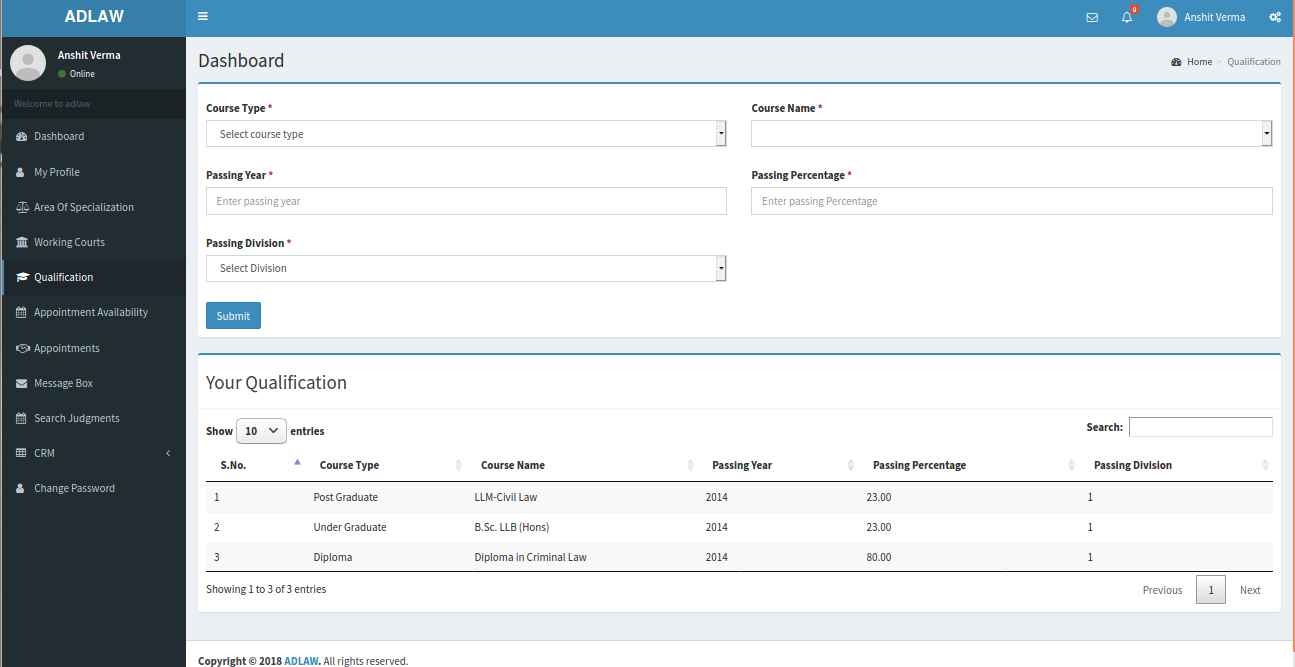 ADLAW
0
Anshit Verma
Anshit Verma
Online
Welcome to adlaw
Dashboard
My Profile
Area Of Specialization
Working Courts
Qualification
Appointment Availability
Appointments
Message Box
Search Judgments
CRM
Change Password
Dashboard
Home > Qualification
Course Type * Course Name *
Select course type
Passing Year * Passing Percentage *
Enter passing year Enter passing Percentage
Passing Division *
Select Division
Submit
Your Qualification
Show 10 entries Search:
S.No. Course Type Course Name Passing Year Passing Percentage Passing Division
1 Post Graduate LLM-Civil Law 2014 23.00 1
2 Under Graduate B.Sc. LLB (Hons) 2014 23.00 1
3 Diploma Diploma in Criminal Law 2014 80.00 1
Showing 1 to 3 of 3 entries Previous 1 Next
Copyright © 2018 ADLAW. All rights reserved.